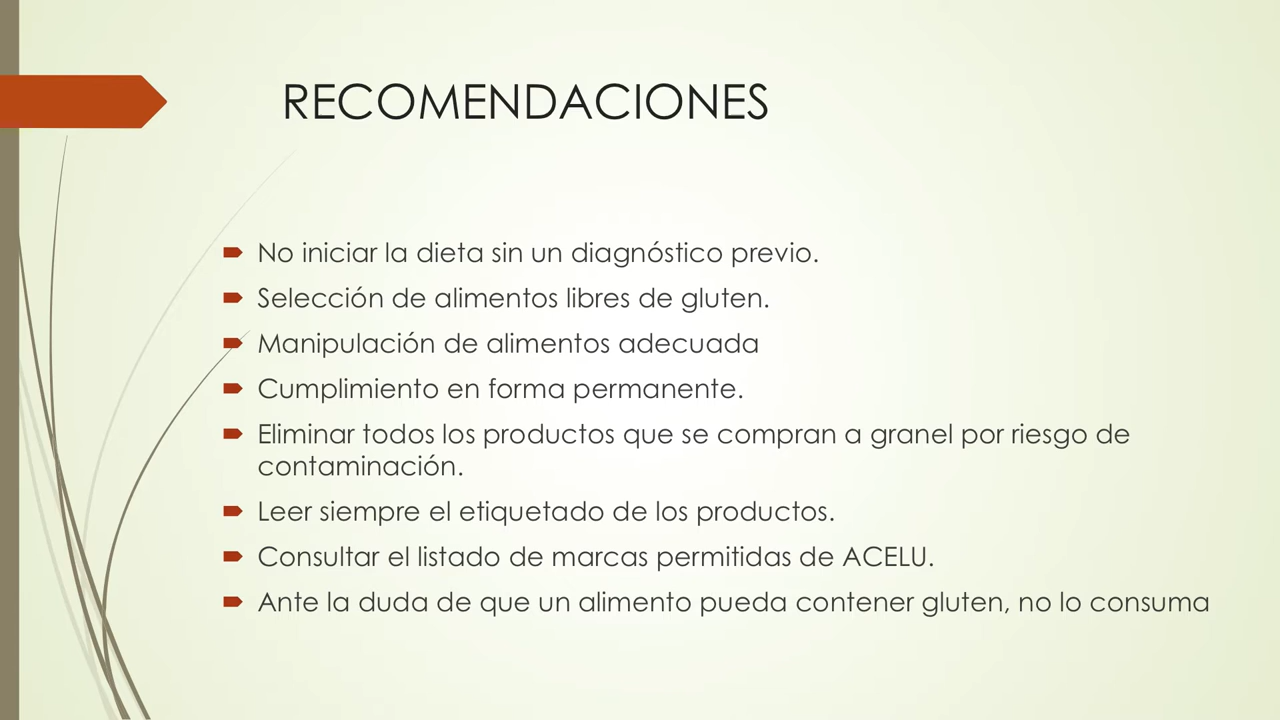 RECOMENDACIONES
No iniciar la dieta sin un diagnóstico previo.
Selección de alimentos libres de gluten.
Manipulación de alimentos adecuada
Cumplimiento en forma permanente.
Eliminar todos los productos que se compran a granel por riesgo de
contaminación.
Leer siempre el etiquetado de los productos.
Consultar el listado de marcas permitidas de ACELU.
Ante la duda de que un alimento pueda contener gluten, no lo consuma